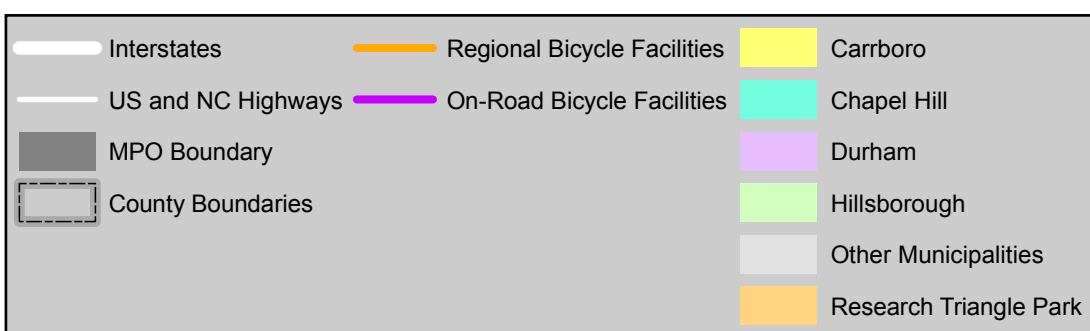 Interstates
US and NC Highways
MPO Boundary
County Boundaries
Regional Bicycle Facilities
On-Road Bicycle Facilities
Carrboro
Chapel Hill
Durham
Hillsborough
Other Municipalities
Research Triangle Park